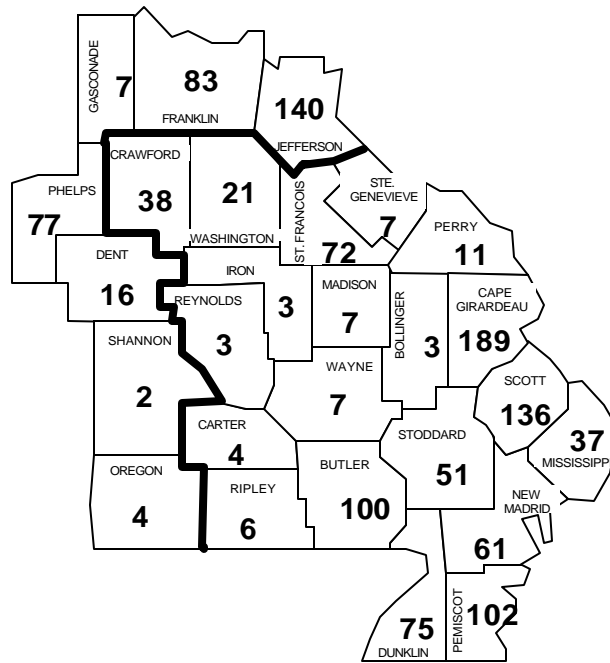 GASCONADE
7
83
FRANKLIN
140
JEFFERSON
CRAWFORD
38
21
WASHINGTON
ST. FRANCOIS
72
STE.
GENEVIEVE
7
PERRY
11
PHELPS
77
DENT
16
IRON
3
REYNOLDS
3
MADISON
7
BOLLINGER
3
CAPE
GIRARDEAU
189
SHANNON
2
WAYNE
7
SCOTT
136
37
MISSISSIPPI
CARTER
4
STODDARD
51
OREGON
4
RIPLEY
6
BUTLER
100
NEW
MADRID
61
75
DUNKLIN
PEMISCOT
102